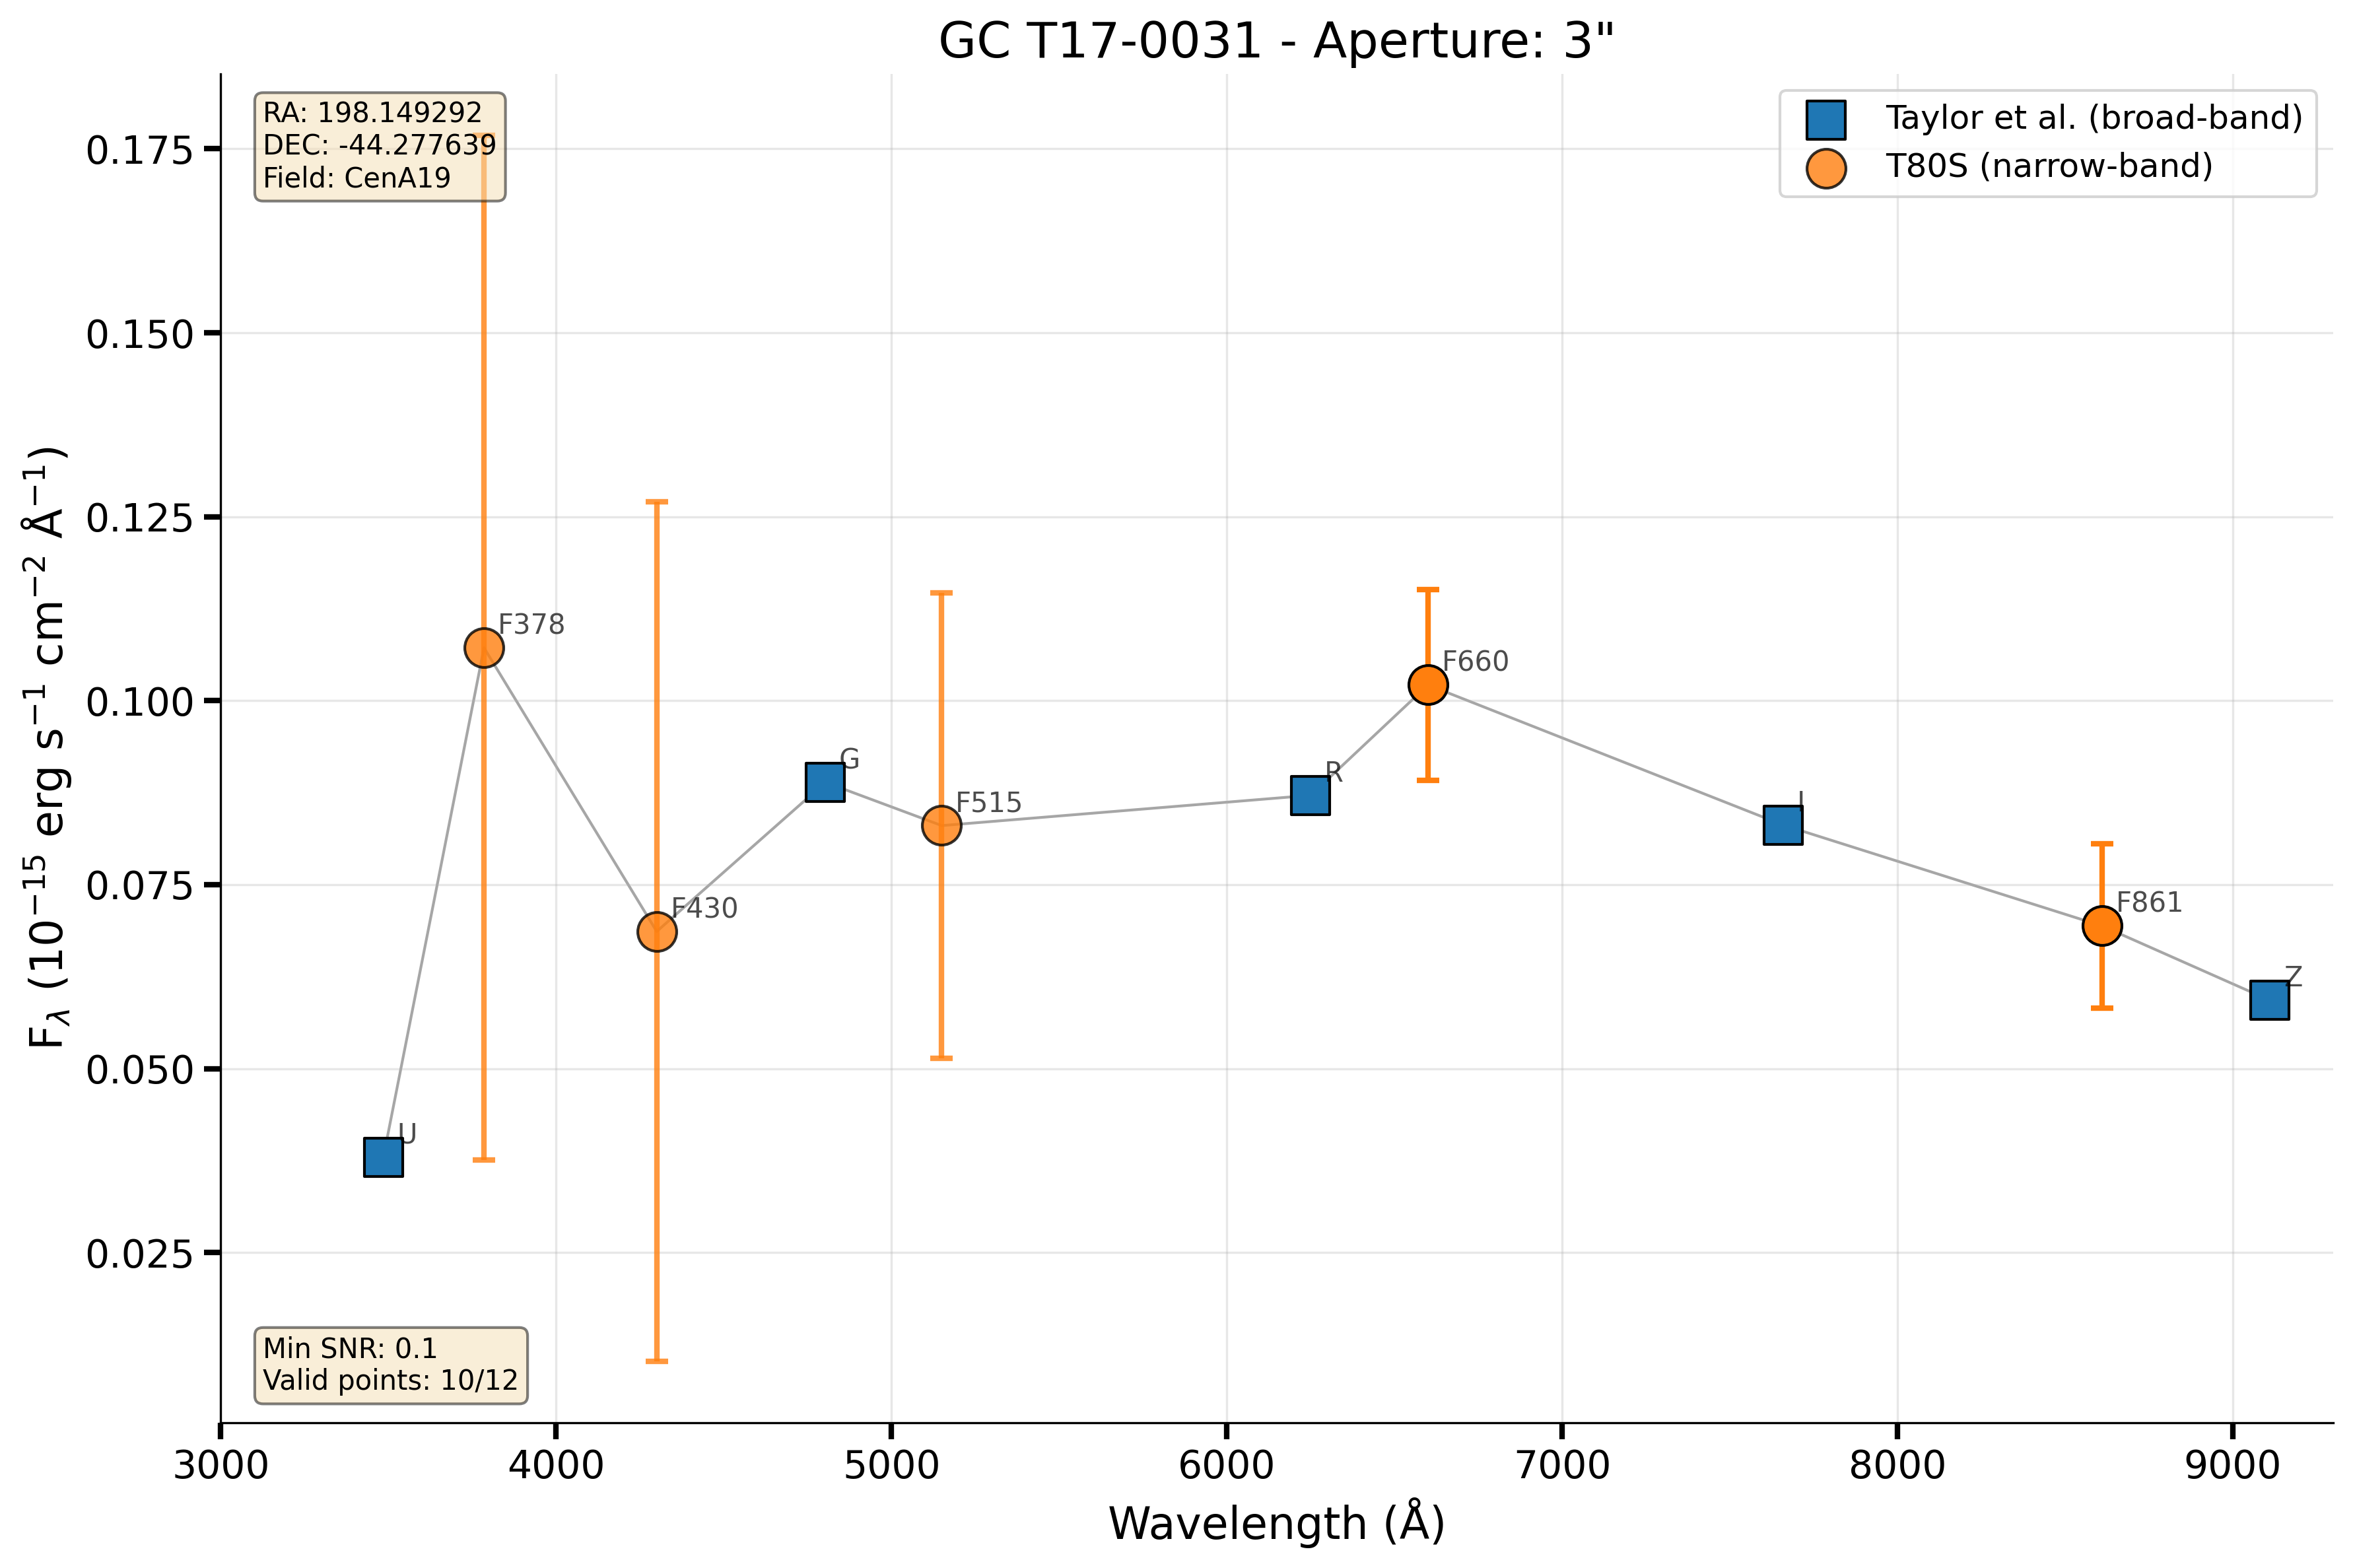 GC T17-0031 - Aperture: 3"
RA: 198.149292
DEC: -44.277639
Field: CenA19
Taylor et al. (broad-band)
T80S (narrow-band)
0.175
0.150
0.125
0.100
0.075
0.050
0.025
F_λ (10⁻¹⁵ erg s⁻¹ cm⁻² Å⁻¹)
U
F378
F430
G
F515
R
F660
I
F861
Z
Min SNR: 0.1
Valid points: 10/12
3000 4000 5000 6000 7000 8000 9000
Wavelength (Å)